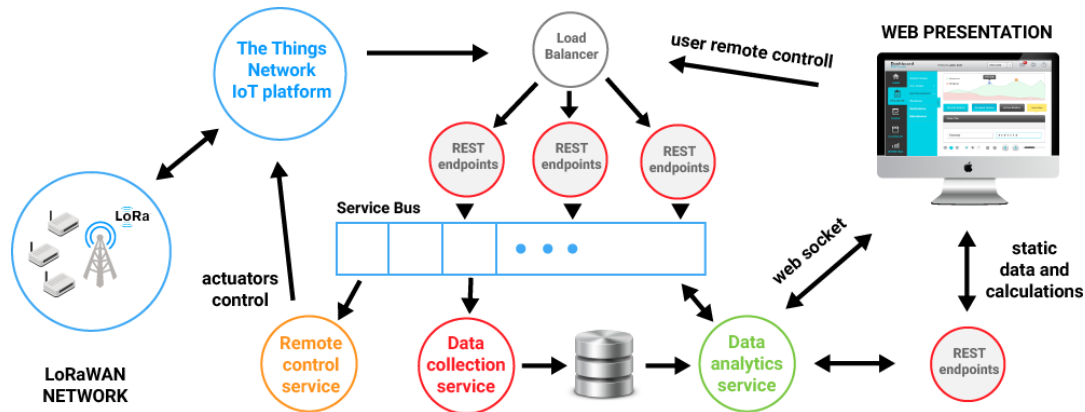 The Things
Network
IoT platform
Load
Balancer
user remote controll
WEB PRESENTATION
Dashboard
REST
endpoints
REST
endpoints
REST
endpoints
LoRa
Service Bus
actuators
control
web socket
static
data and
calculations
Remote
control
service
Data
collection
service
Data
analytics
service
REST
endpoints
LoRaWAN
NETWORK